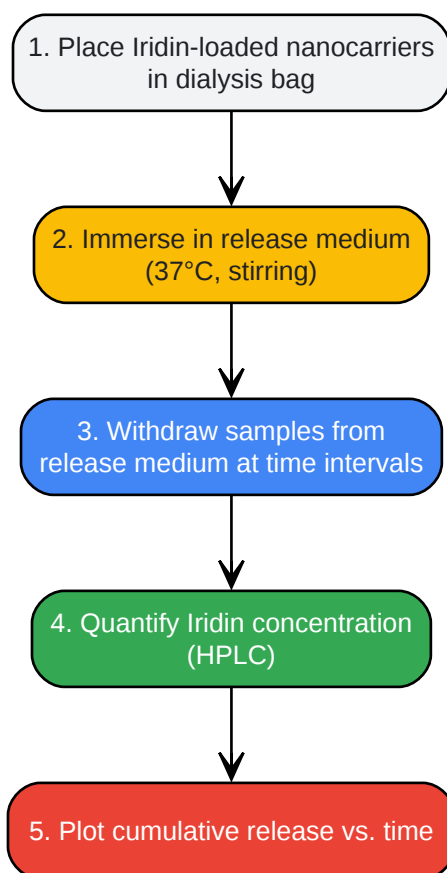 1. Place Iridin-loaded nanocarriers
in dialysis bag
2. Immerse in release medium
(37°C, stirring)
3. Withdraw samples from
release medium at time intervals
4. Quantify Iridin concentration
(HPLC)
5. Plot cumulative release vs. time